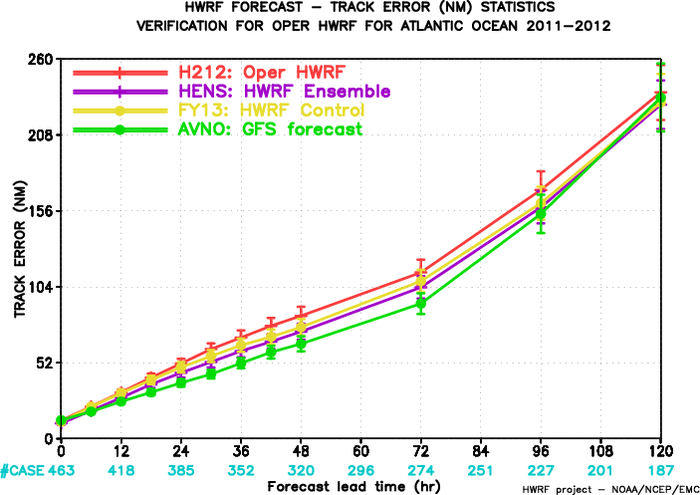 HWRF FORECAST – TRACK ERROR (NM) STATISTICS
VERIFICATION FOR OPER HWRF FOR ATLANTIC OCEAN 2011–2012
H212: Oper HWRF
HENS: HWRF Ensemble
FY13: HWRF Control
AVNO: GFS forecast
TRACK ERROR (NM)
260
208
156
104
52
0
0 12 24 36 48 60 72 84 96 108 120
#CASE 463 418 385 352 320 296 274 251 227 201 187
Forecast lead time (hr)
HWRF project – NOAA/NCEP/EMC